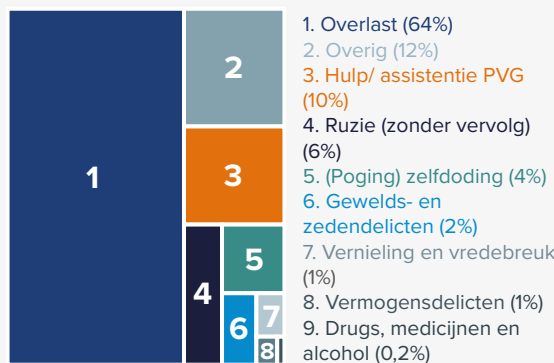 1
2
3
4
5
6
7
8
1. Overlast (64%)
2. Overig (12%)
3. Hulp/ assistentie PVG
(10%)
4. Ruzie (zonder vervolg)
(6%)
5. (Poging) zelfdoding (4%)
6. Gewelds- en
zedendelicten (2%)
7. Vernieling en vredebreuk
(1%)
8. Vermogensdelicten (1%)
9. Drugs, medicijnen en
alcohol (0,2%)